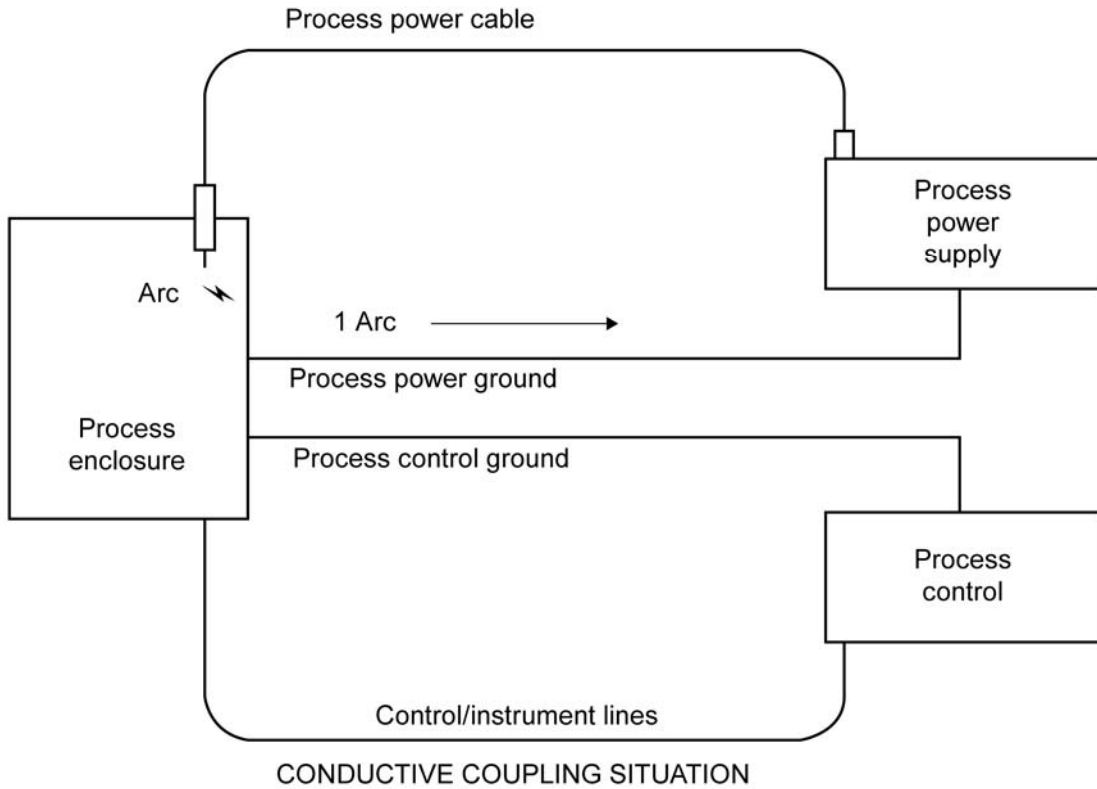 Process power cable
Process
power
supply
Arc
1 Arc
Process power ground
Process
enclosure
Process control ground
Process
control
Control/instrument lines
CONDUCTIVE COUPLING SITUATION